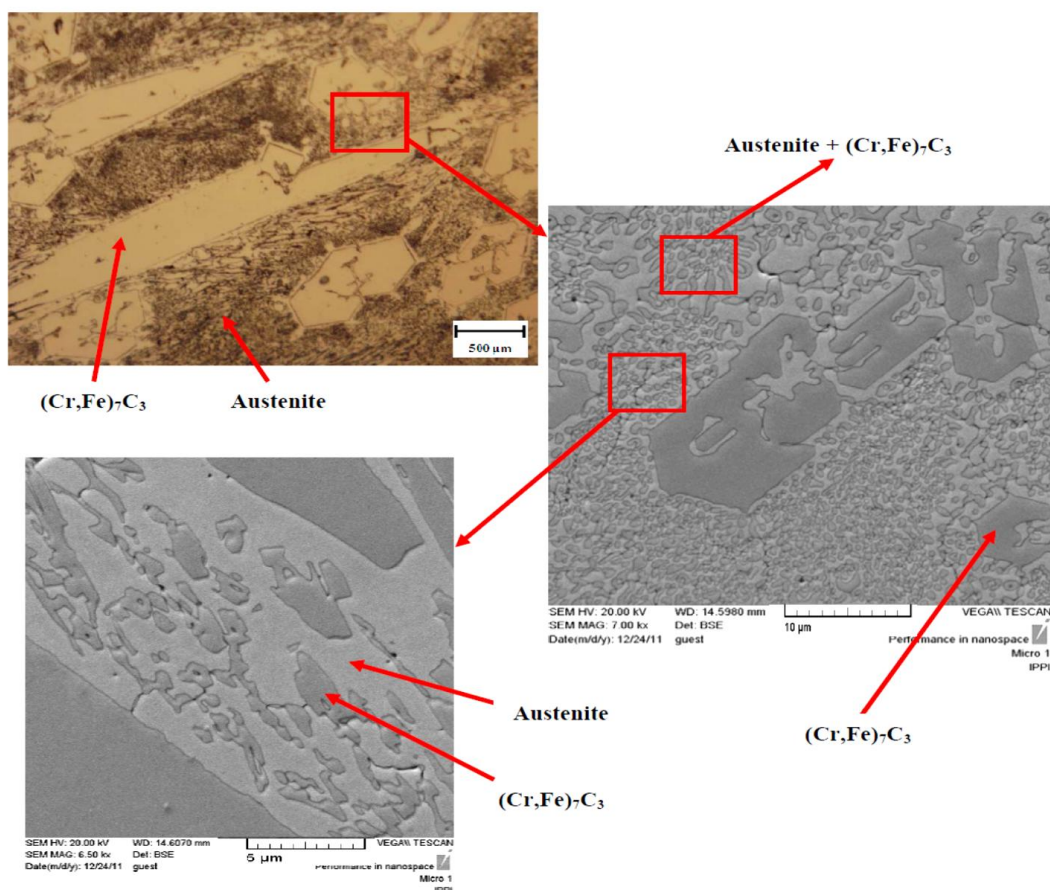 500 µm
(Cr,Fe)₇C₃
Austenite
Austenite + (Cr,Fe)₇C₃
SEM HV: 20.00 kV WD: 14.5980 mm VEGA\\ TESCAN
SEM MAG: 7.00 kx Det: BSE 10 µm
Date(m/d/y): 12/24/11 guest Performance in nanospace
Micro 1
IPPI
(Cr,Fe)₇C₃
Austenite
(Cr,Fe)₇C₃
SEM HV: 20.00 kV WD: 14.6070 mm VEGA\\ TESCAN
SEM MAG: 6.50 kx Det: BSE 5 µm
Date(m/d/y): 12/24/11 guest Performance in nanospace
Micro 1
IPPI